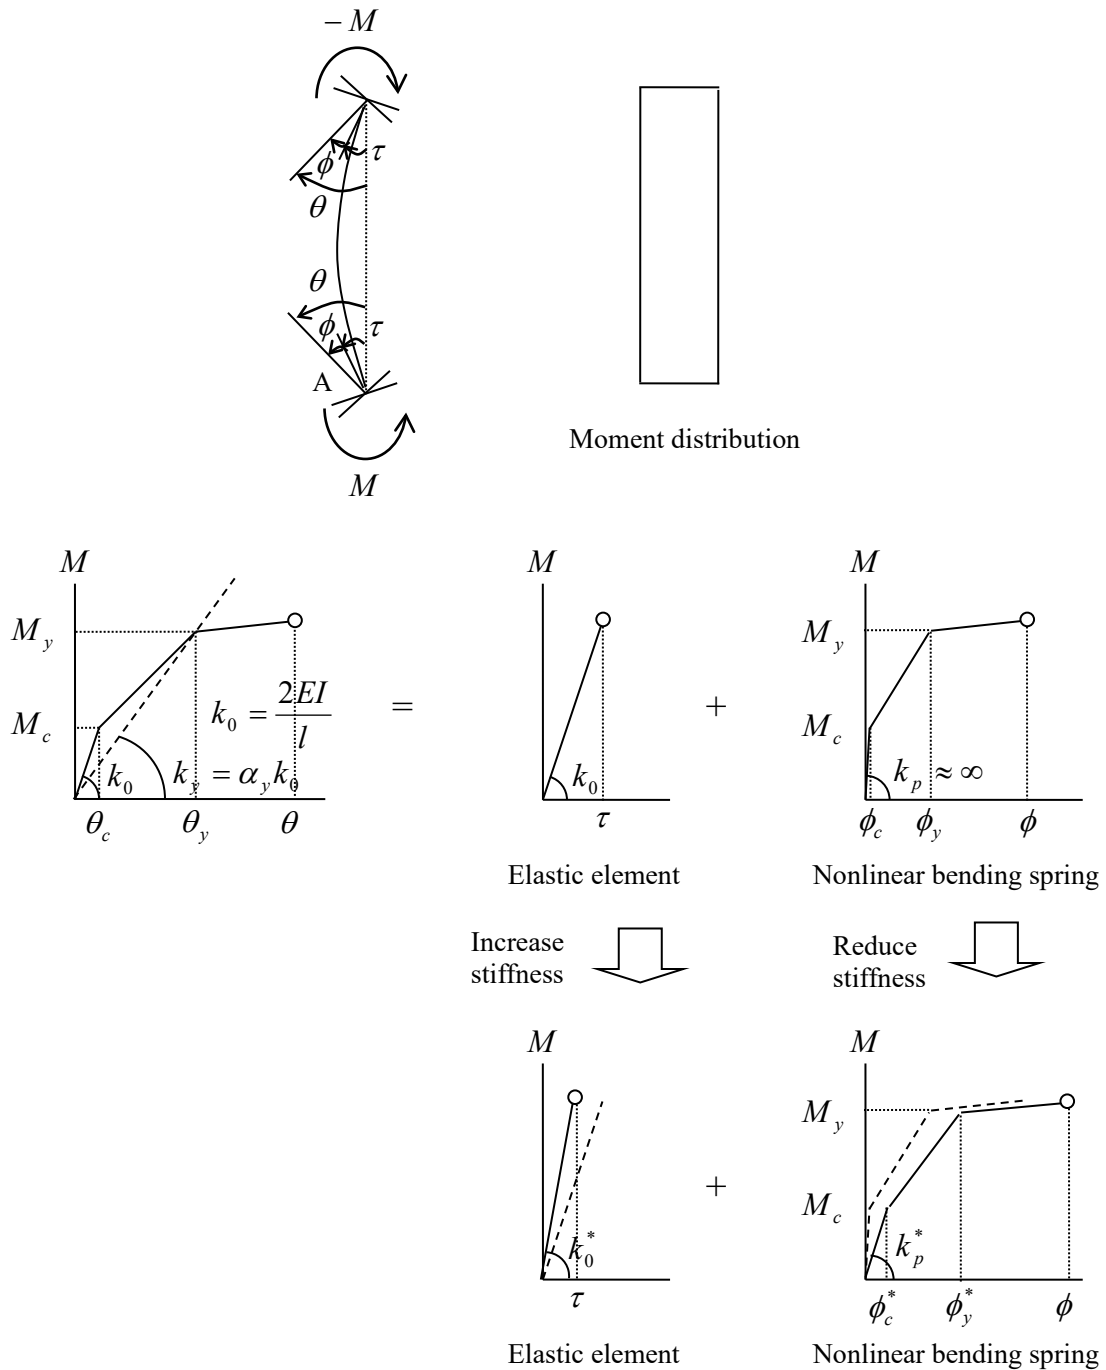 − M
ϕ τ
θ
θ
ϕ τ
A
M
Moment distribution
M M M
M_y M_y
M_c k_0 = 2EI / l = + M_c
k_0 k_y = α_y k_0 k_0 k_p ≈ ∞
θ_c θ_y θ τ ϕ_c ϕ_y ϕ
Elastic element Nonlinear bending spring
Increase Reduce
stiffness stiffness
M M
M_y
+ M_c
k_0^* k_p^*
τ ϕ_c^* ϕ_y^* ϕ
Elastic element Nonlinear bending spring